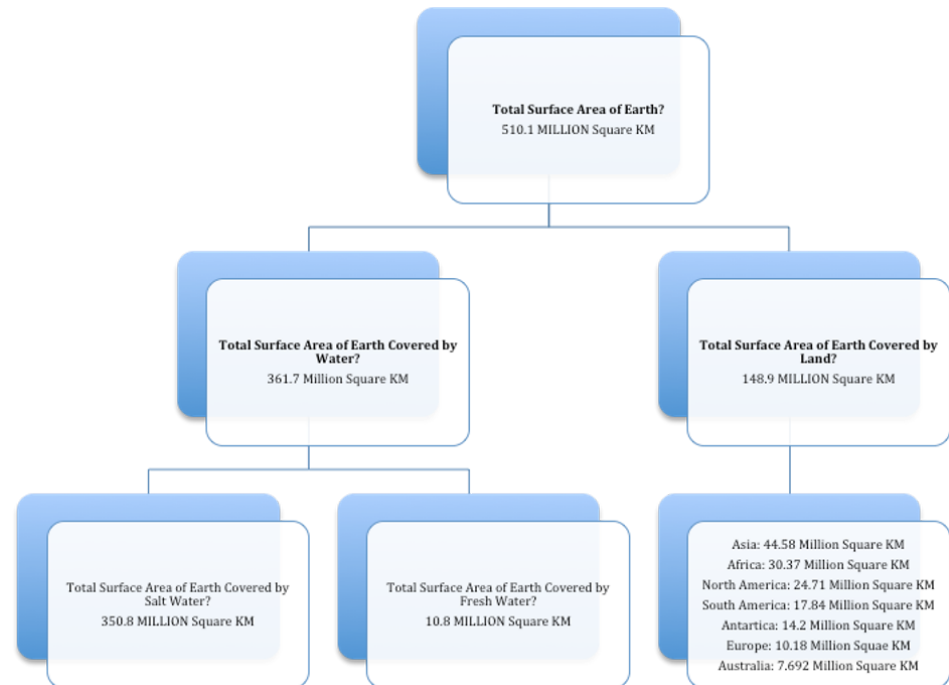 Total Surface Area of Earth?
510.1 MILLION Square KM
Total Surface Area of Earth Covered by
Water?
361.7 Million Square KM
Total Surface Area of Earth Covered by
Land?
148.9 MILLION Square KM
Total Surface Area of Earth Covered by
Salt Water?
350.8 MILLION Square KM
Total Surface Area of Earth Covered by
Fresh Water?
10.8 MILLION Square KM
Asia: 44.58 Million Square KM
Africa: 30.37 Million Square KM
North America: 24.71 Million Square KM
South America: 17.84 Million Square KM
Antartica: 14.2 Million Square KM
Europe: 10.18 Million Squae KM
Australia: 7.692 Million Square KM